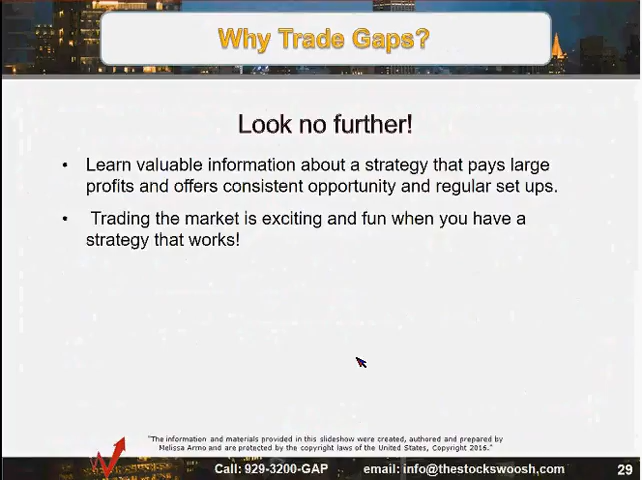 Why Trade Gaps?
Look no further!
• Learn valuable information about a strategy that pays large
profits and offers consistent opportunity and regular set ups.
• Trading the market is exciting and fun when you have a
strategy that works!
"The information and materials provided in this slideshow were created, authored and prepared by
Melissa Armo and are protected by the copyright laws of the United States, Copyright 2016."
Call: 929-3200-GAP email: info@thestockswoosh.com 29